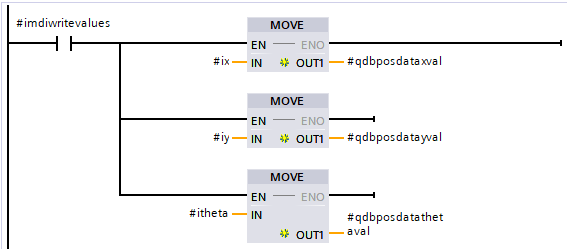 #imdiwritevalues
MOVE
EN ENO
#ix IN OUT1 #qdbposdataxval
MOVE
EN ENO
#iy IN OUT1 #qdbposdatayval
MOVE
EN ENO
#itheta IN
OUT1 #qdbposdatathet
aval